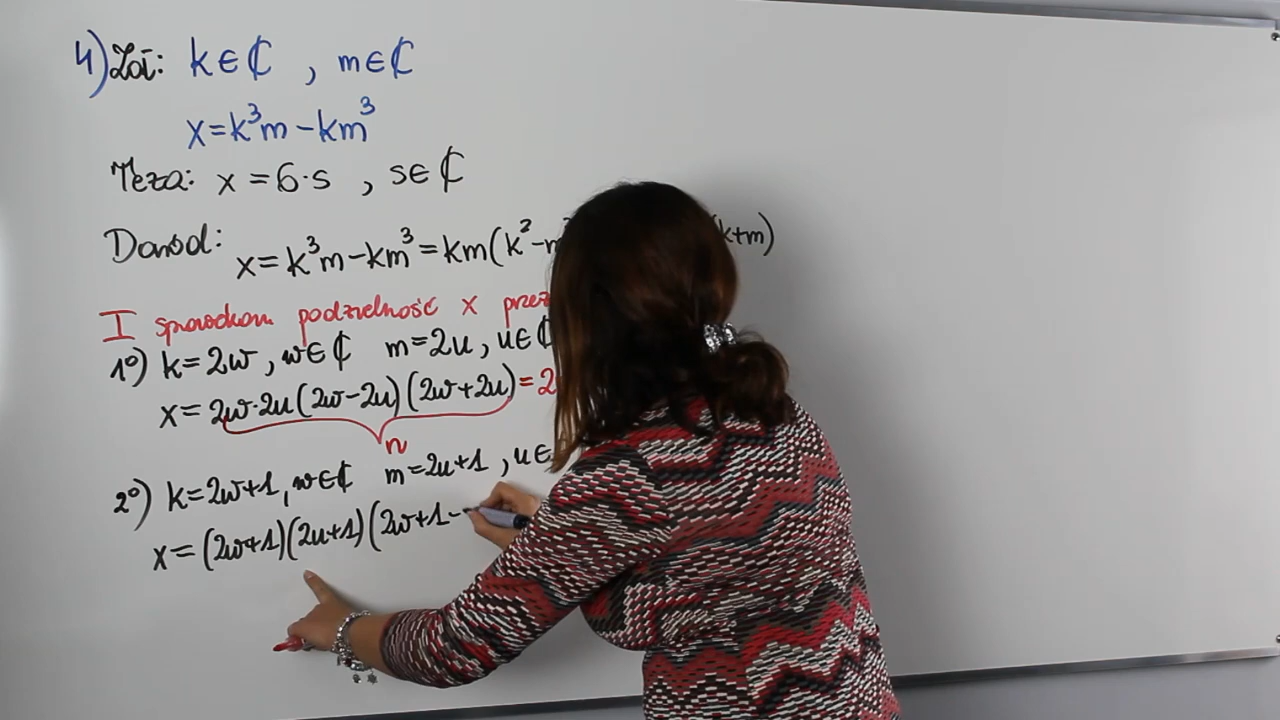 4) Zał: k∈ℂ , m∈ℂ
x=k³m-km³
Teza: x=6·s , s∈ℂ
Dowód: x=k³m-km³=km(k²-m k+m)
I sprawdzam podzielność x przez
1°) k=2w, w∈ℂ m=2u, u∈ℂ
x=2w·2u(2w-2u)(2w+2u)=2
n
2°) k=2w+1, w∈ℂ m=2u+1, u∈
x=(2w+1)(2u+1)(2w+1-